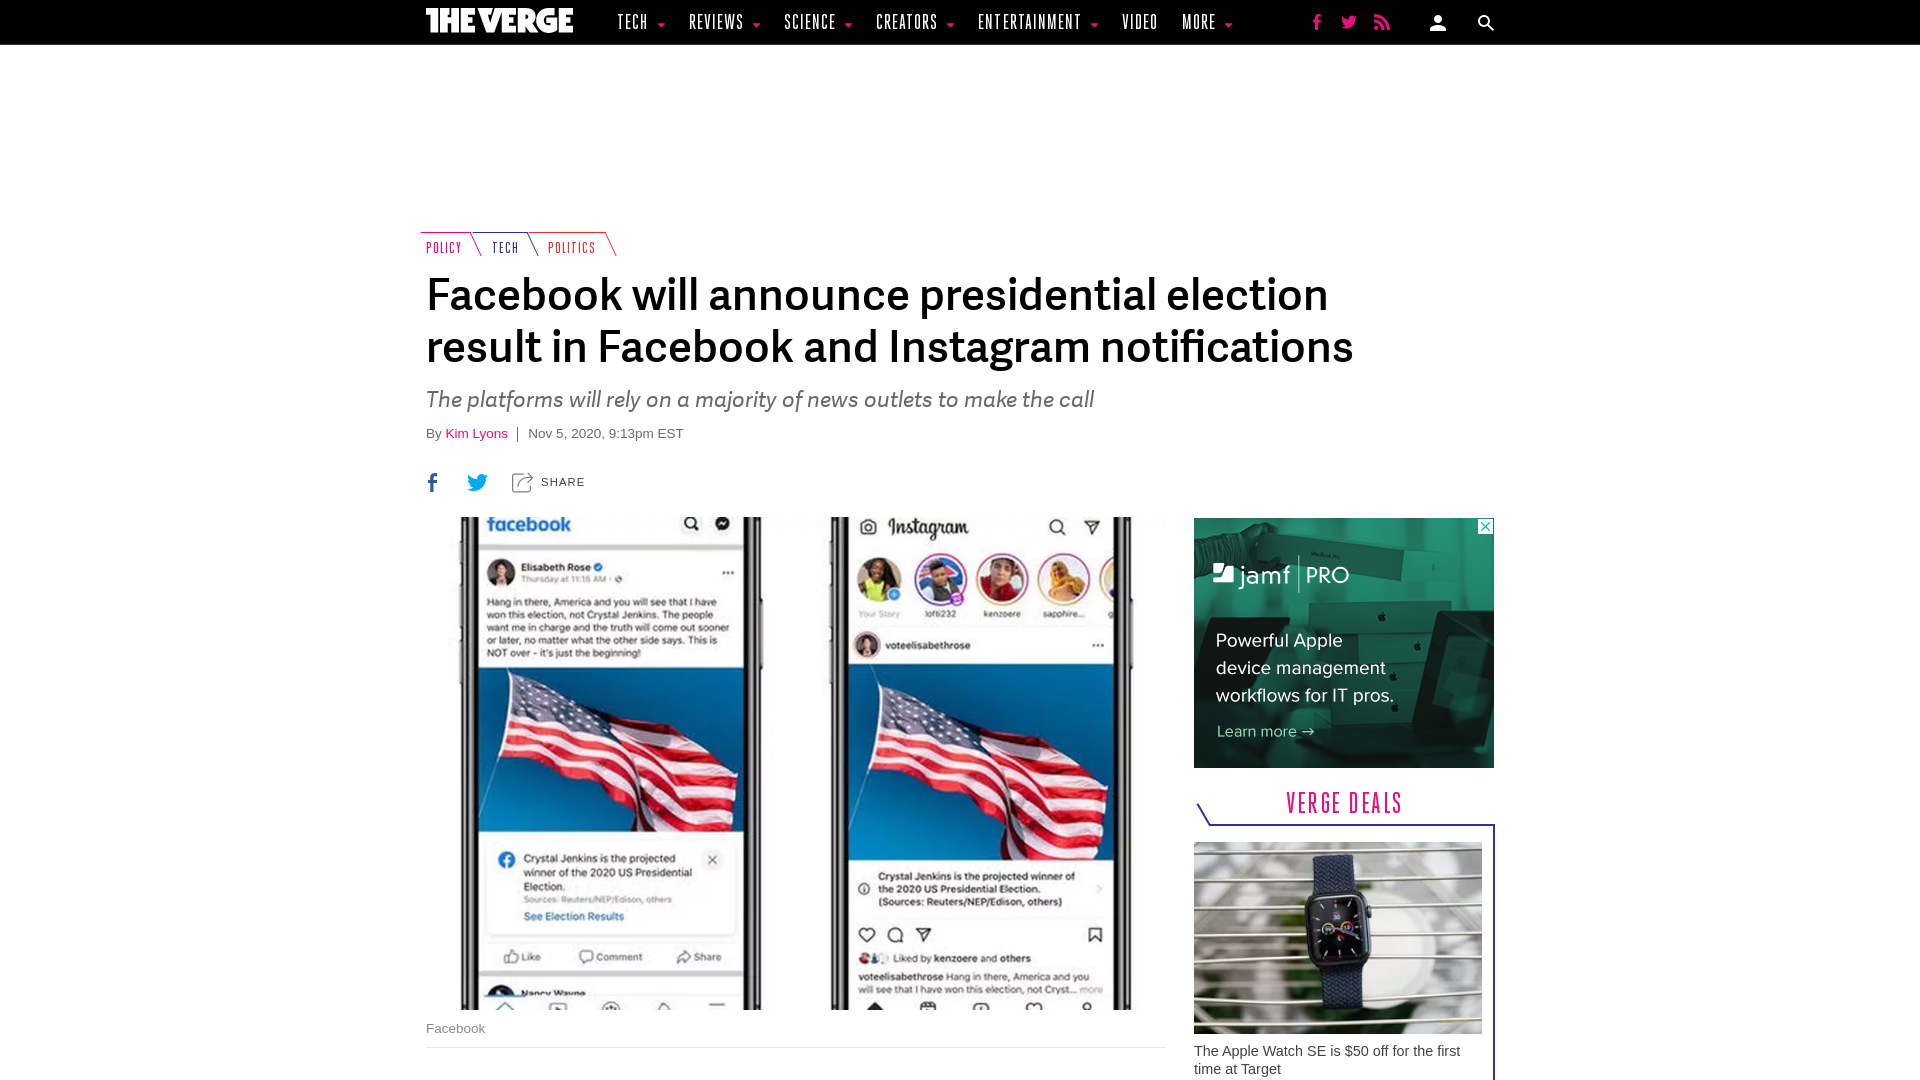 THE VERGE
TECH
REVIEWS
SCIENCE
CREATORS
ENTERTAINMENT
VIDEO
MORE
POLICY
TECH
POLITICS
Facebook will announce presidential election
result in Facebook and Instagram notifications
The platforms will rely on a majority of news outlets to make the call
By Kim Lyons | Nov 5, 2020, 9:13pm EST
SHARE
facebook
Elisabeth Rose
Thursday at 11:15 AM
Hang in there, America and you will see that I have
won this election, not Crystal Jenkins. The people
want me in charge and the truth will come out sooner
or later, no matter what the other side says. This is
NOT over - it's just the beginning!
Crystal Jenkins is the projected
winner of the 2020 US Presidential
Election.
Sources: Reuters/NEP/Edison, others
See Election Results
Like
Comment
Share
Nancy Wayne
Instagram
Your Story
lofti232
kenzoere
sapphire...
voteelisabethrose
Crystal Jenkins is the projected winner of
the 2020 US Presidential Election.
(Sources: Reuters/NEP/Edison, others)
Liked by kenzoere and others
voteelisabethrose Hang in there, America and you
will see that I have won this election, not Cryst... more
Facebook
jamf PRO
Powerful Apple
device management
workflows for IT pros.
Learn more →
VERGE DEALS
The Apple Watch SE is $50 off for the first
time at Target